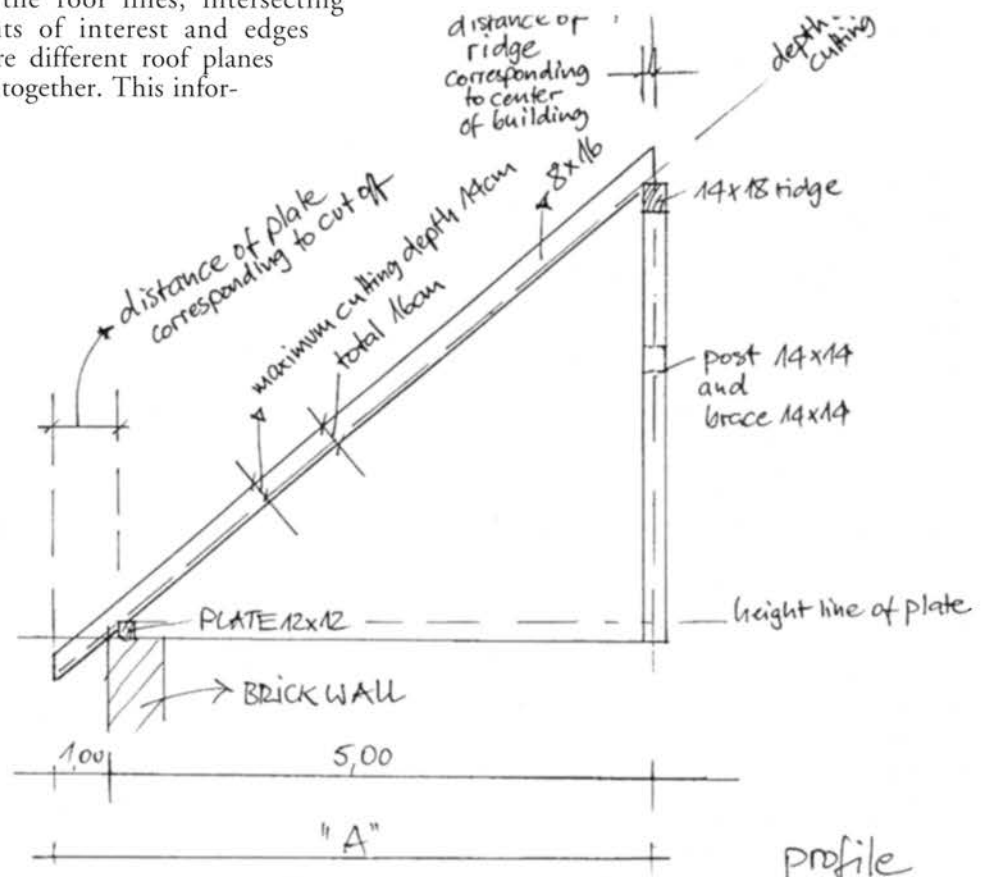 the roof lines, intersecting
ts of interest and edges
re different roof planes
together. This infor-
distance of
ridge
corresponding
to center
of building
depth-
cutting
8x16
14x18 ridge
distance of plate
corresponding to cut off
maximum cutting depth 14cm
total 16cm
post 14x14
and
brace 14x14
PLATE 12x12
height line of plate
BRICK WALL
1,00
5,00
"A"
profile